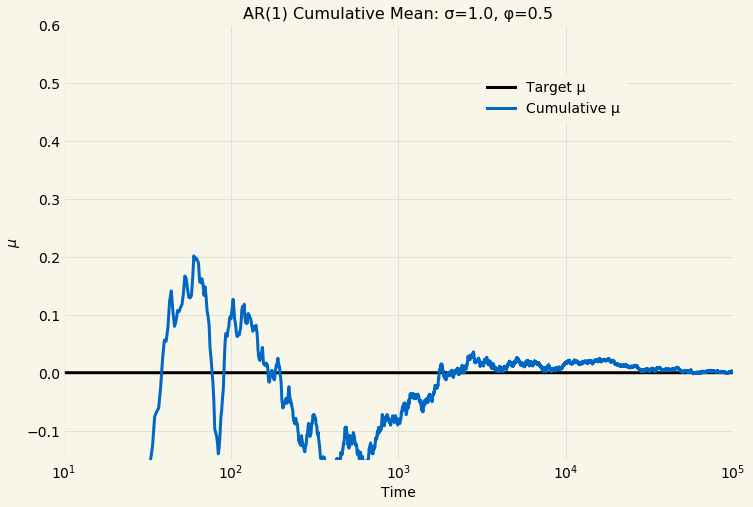 AR(1) Cumulative Mean: σ=1.0, φ=0.5
0.6
0.5
0.4
0.3
0.2
0.1
0.0
−0.1
μ
Target μ
Cumulative μ
10¹
10²
10³
10⁴
10⁵
Time